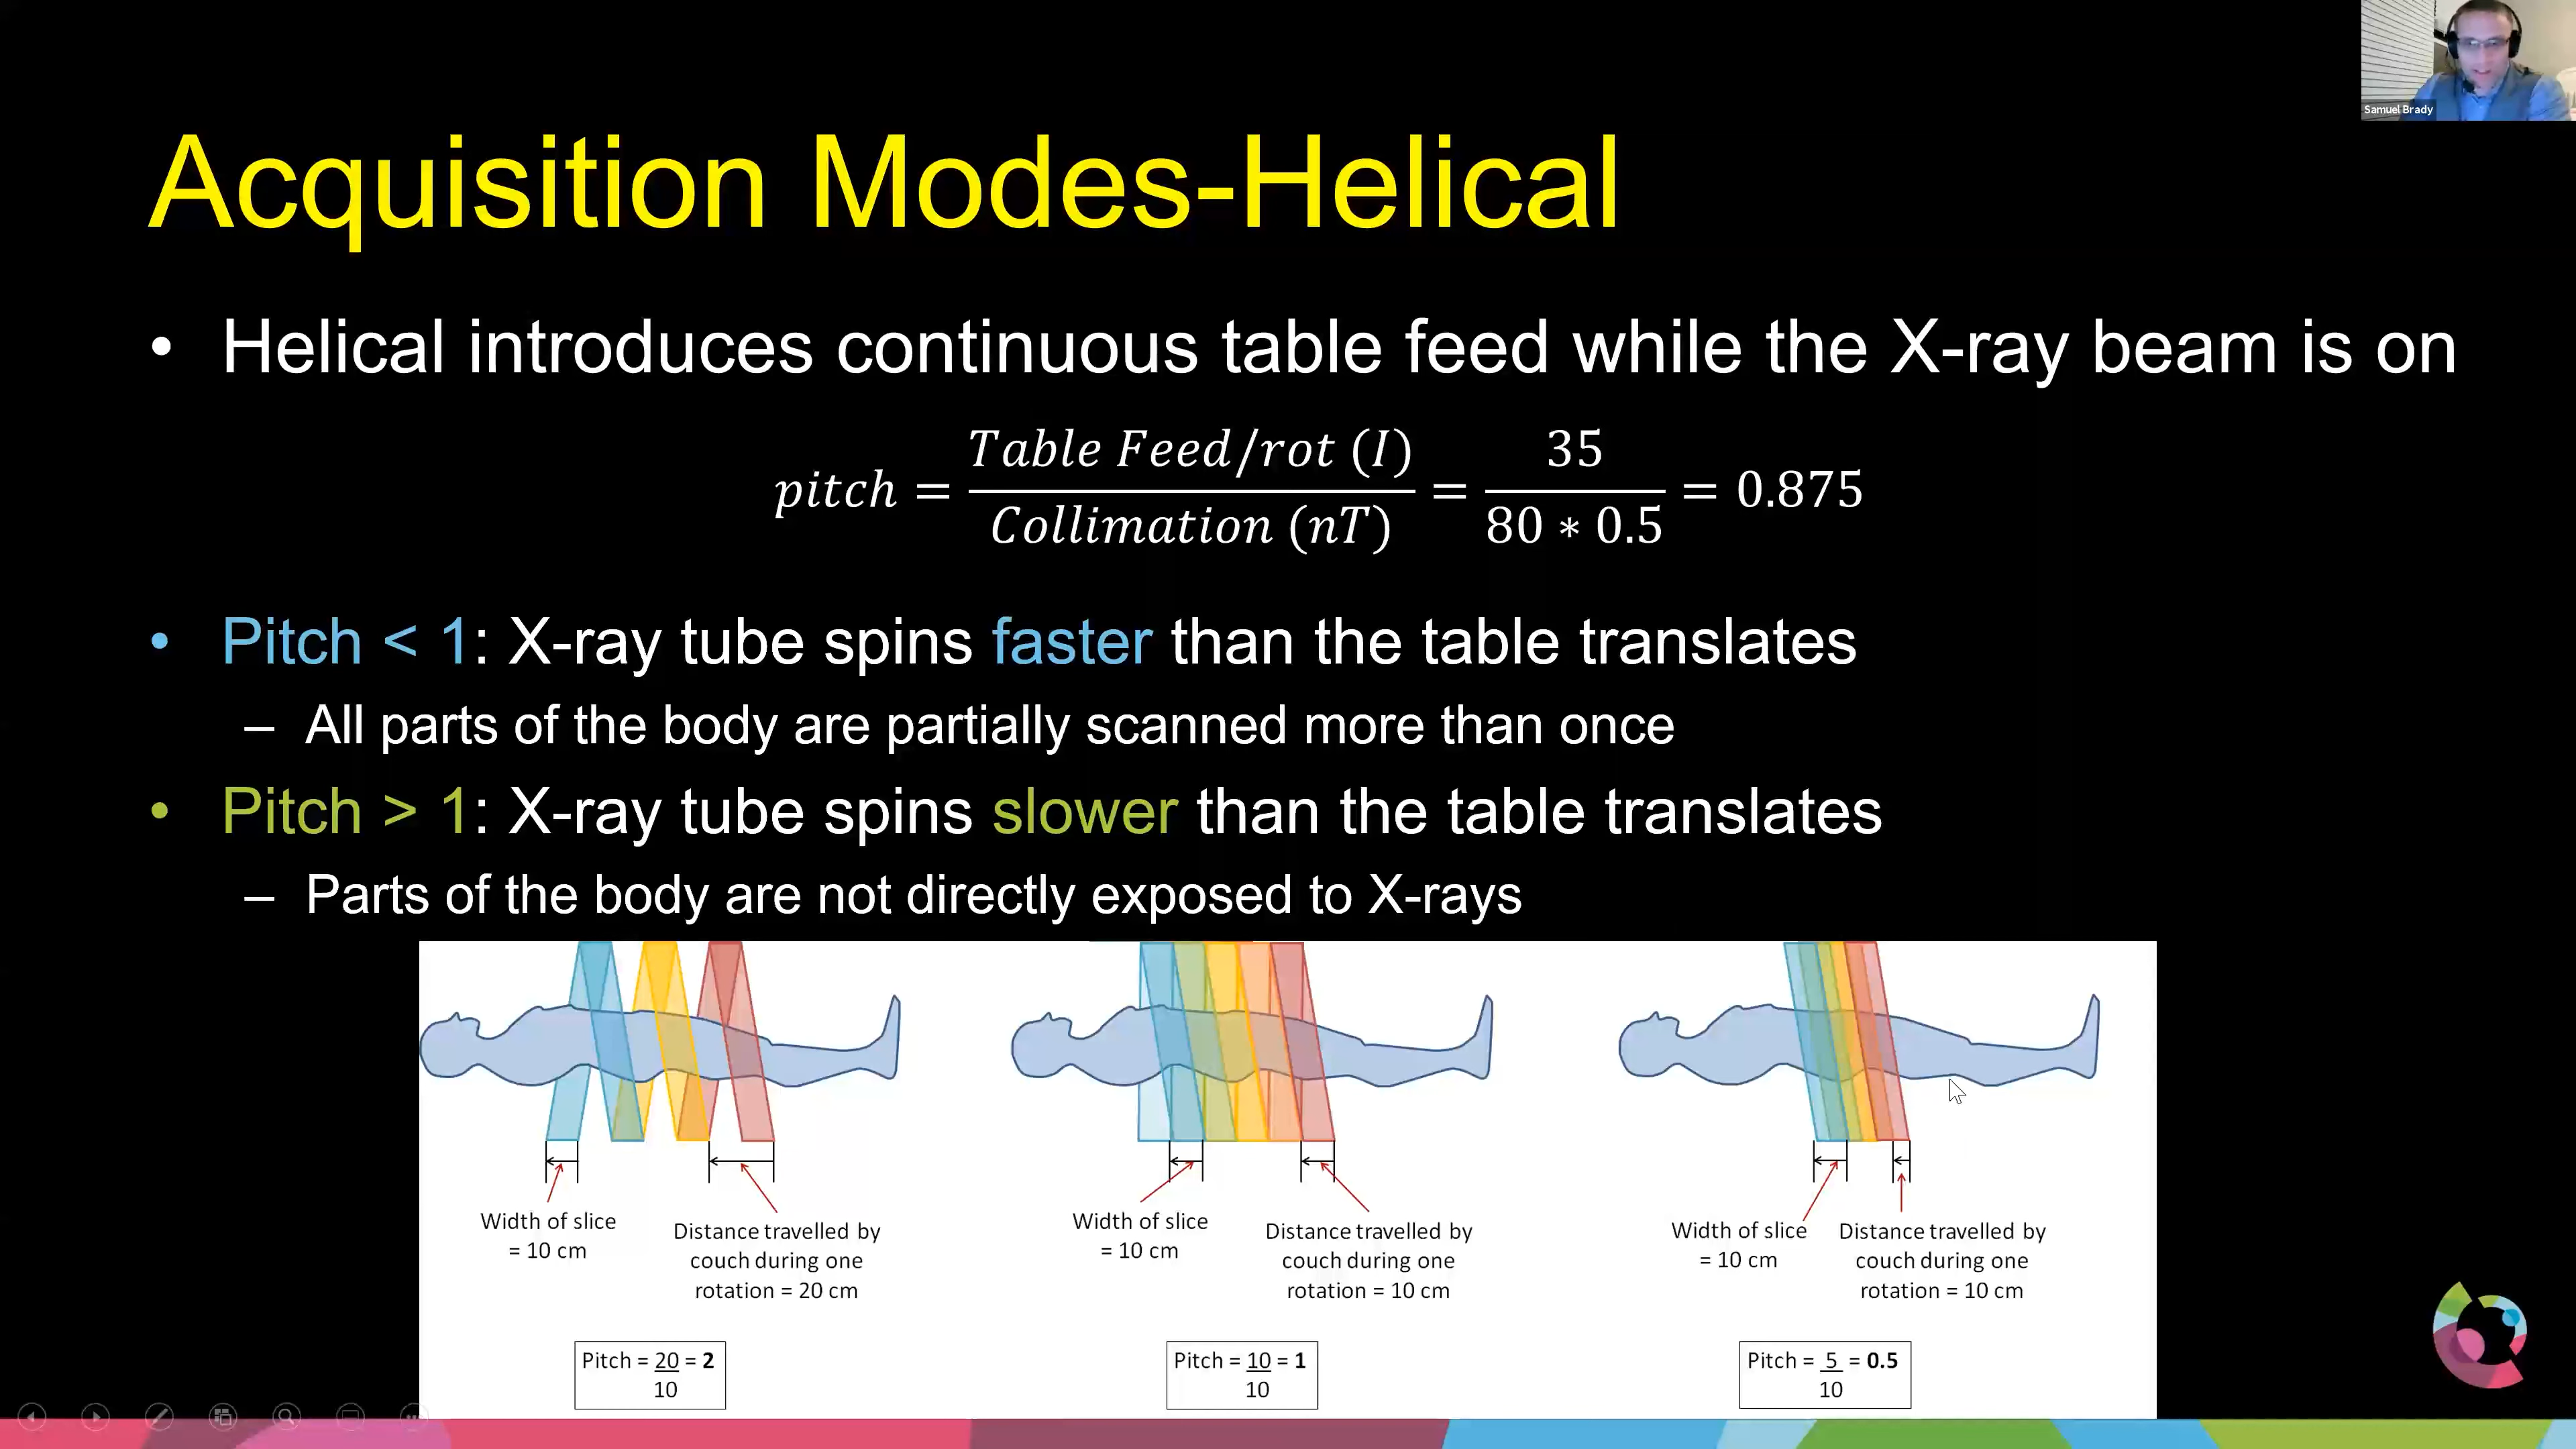 Samuel Brady
Acquisition Modes-Helical
• Helical introduces continuous table feed while the X-ray beam is on
pitch = Table Feed/rot (I) / Collimation (nT) = 35 / 80 ∗ 0.5 = 0.875
• Pitch < 1: X-ray tube spins faster than the table translates
– All parts of the body are partially scanned more than once
• Pitch > 1: X-ray tube spins slower than the table translates
– Parts of the body are not directly exposed to X-rays
Width of slice
= 10 cm
Distance travelled by
couch during one
rotation = 20 cm
Pitch = 20 = 2
10
Width of slice
= 10 cm
Distance travelled by
couch during one
rotation = 10 cm
Pitch = 10 = 1
10
Width of slice
= 10 cm
Distance travelled by
couch during one
rotation = 10 cm
Pitch = 5 = 0.5
10